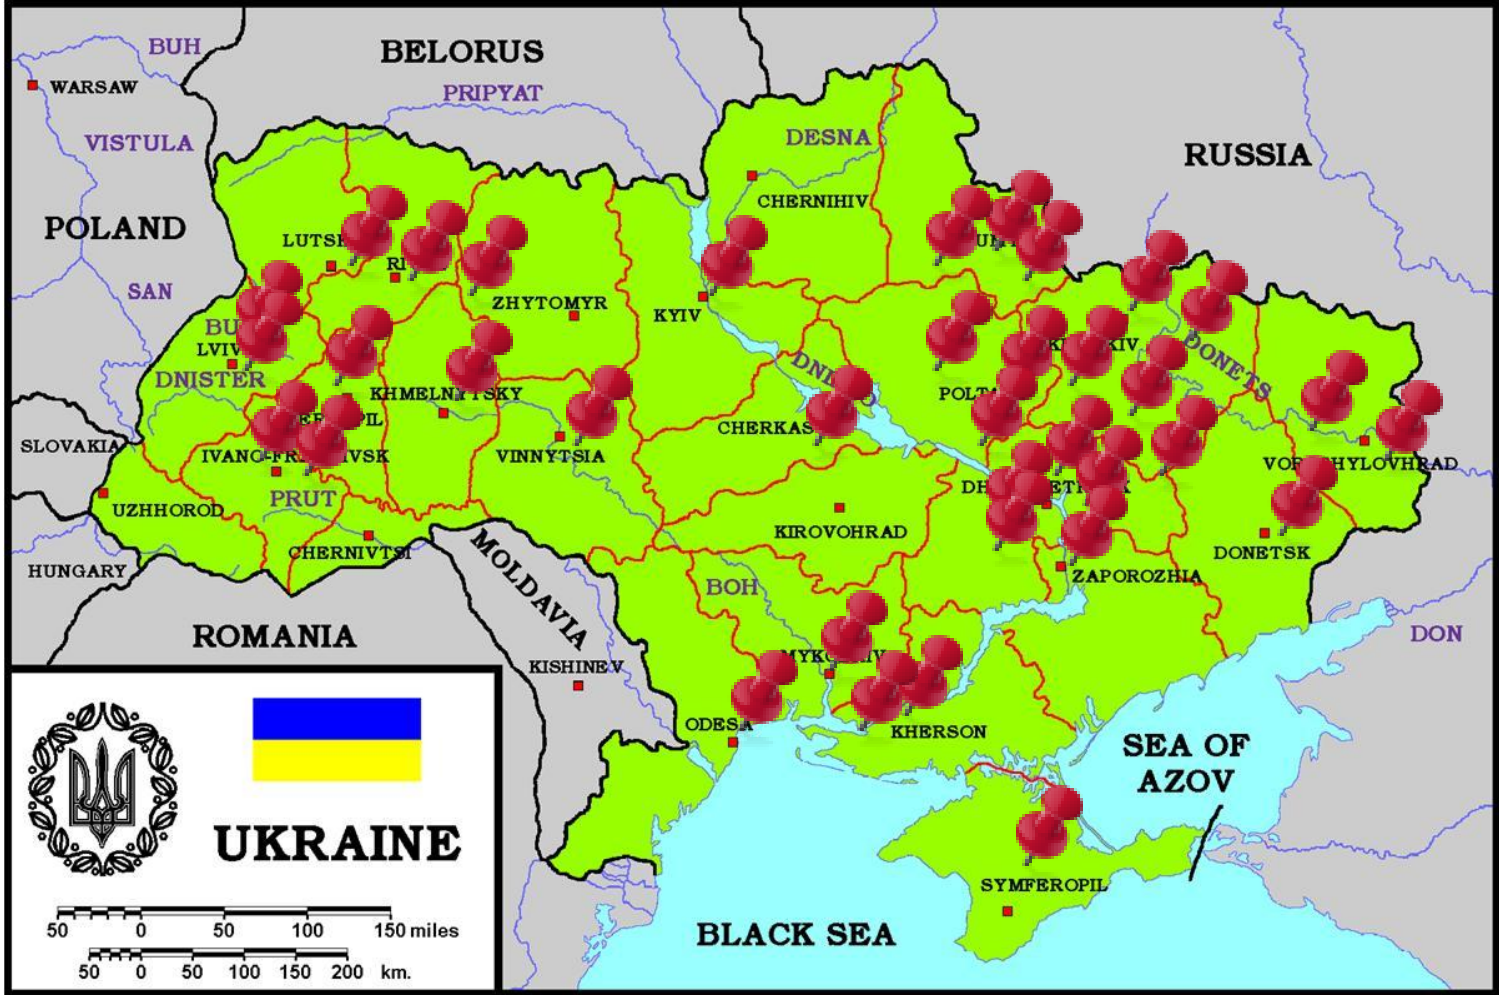 BUH
BELORUS
WARSAW
PRIPYAT
VISTULA
DESNA
RUSSIA
CHERNIHIV
POLAND
SAN
ZHYTOMYR
KYIV
LVIV
DNISTER
DONETS
KHMELNYTSKY
SLOVAKIA
VINNYTSIA
PRUT
UZHHOROD
KIROVOHRAD
CHERNIVTSI
DONETSK
HUNGARY
MOLDAVIA
ZAPOROZHIA
BOH
ROMANIA
DON
KISHINEV
ODESA
KHERSON
SEA OF
AZOV
UKRAINE
SYMFEROPIL
BLACK SEA
50 0 50 100 150 miles
50 0 50 100 150 200 km.